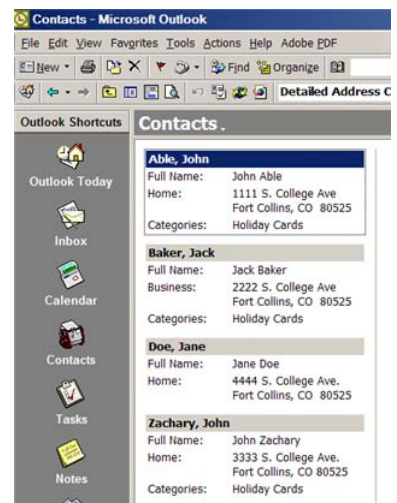 Contacts - Microsoft Outlook
File Edit View Favorites Tools Actions Help Adobe PDF
New Find Organize
Detailed Address C
Outlook Shortcuts
Contacts.
Outlook Today
Inbox
Calendar
Contacts
Tasks
Notes
Able, John
Full Name: John Able
Home: 1111 S. College Ave
Fort Collins, CO 80525
Categories: Holiday Cards
Baker, Jack
Full Name: Jack Baker
Business: 2222 S. College Ave
Fort Collins, CO 80525
Categories: Holiday Cards
Doe, Jane
Full Name: Jane Doe
Home: 4444 S. College Ave.
Fort Collins, CO 80525
Zachary, John
Full Name: John Zachary
Home: 3333 S. College Ave.
Fort Collins, CO 80525
Categories: Holiday Cards